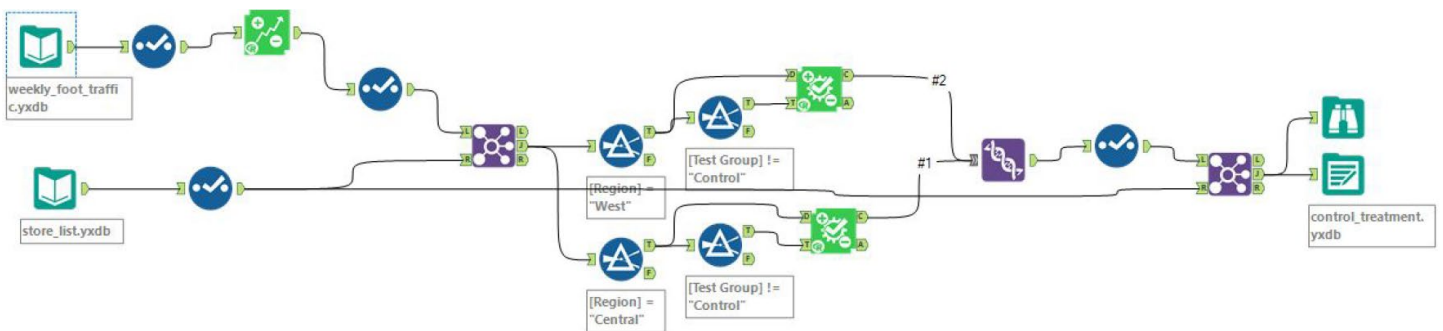 weekly_foot_traffi
c.yxdb
store_list.yxdb
L
R
L
J
R
[Region] =
"West"
T
F
[Test Group] !=
"Control"
T
F
D
T
C
A
#2
[Region] =
"Central"
T
F
[Test Group] !=
"Control"
T
F
D
T
C
A
#1
L
R
L
J
R
control_treatment.
yxdb